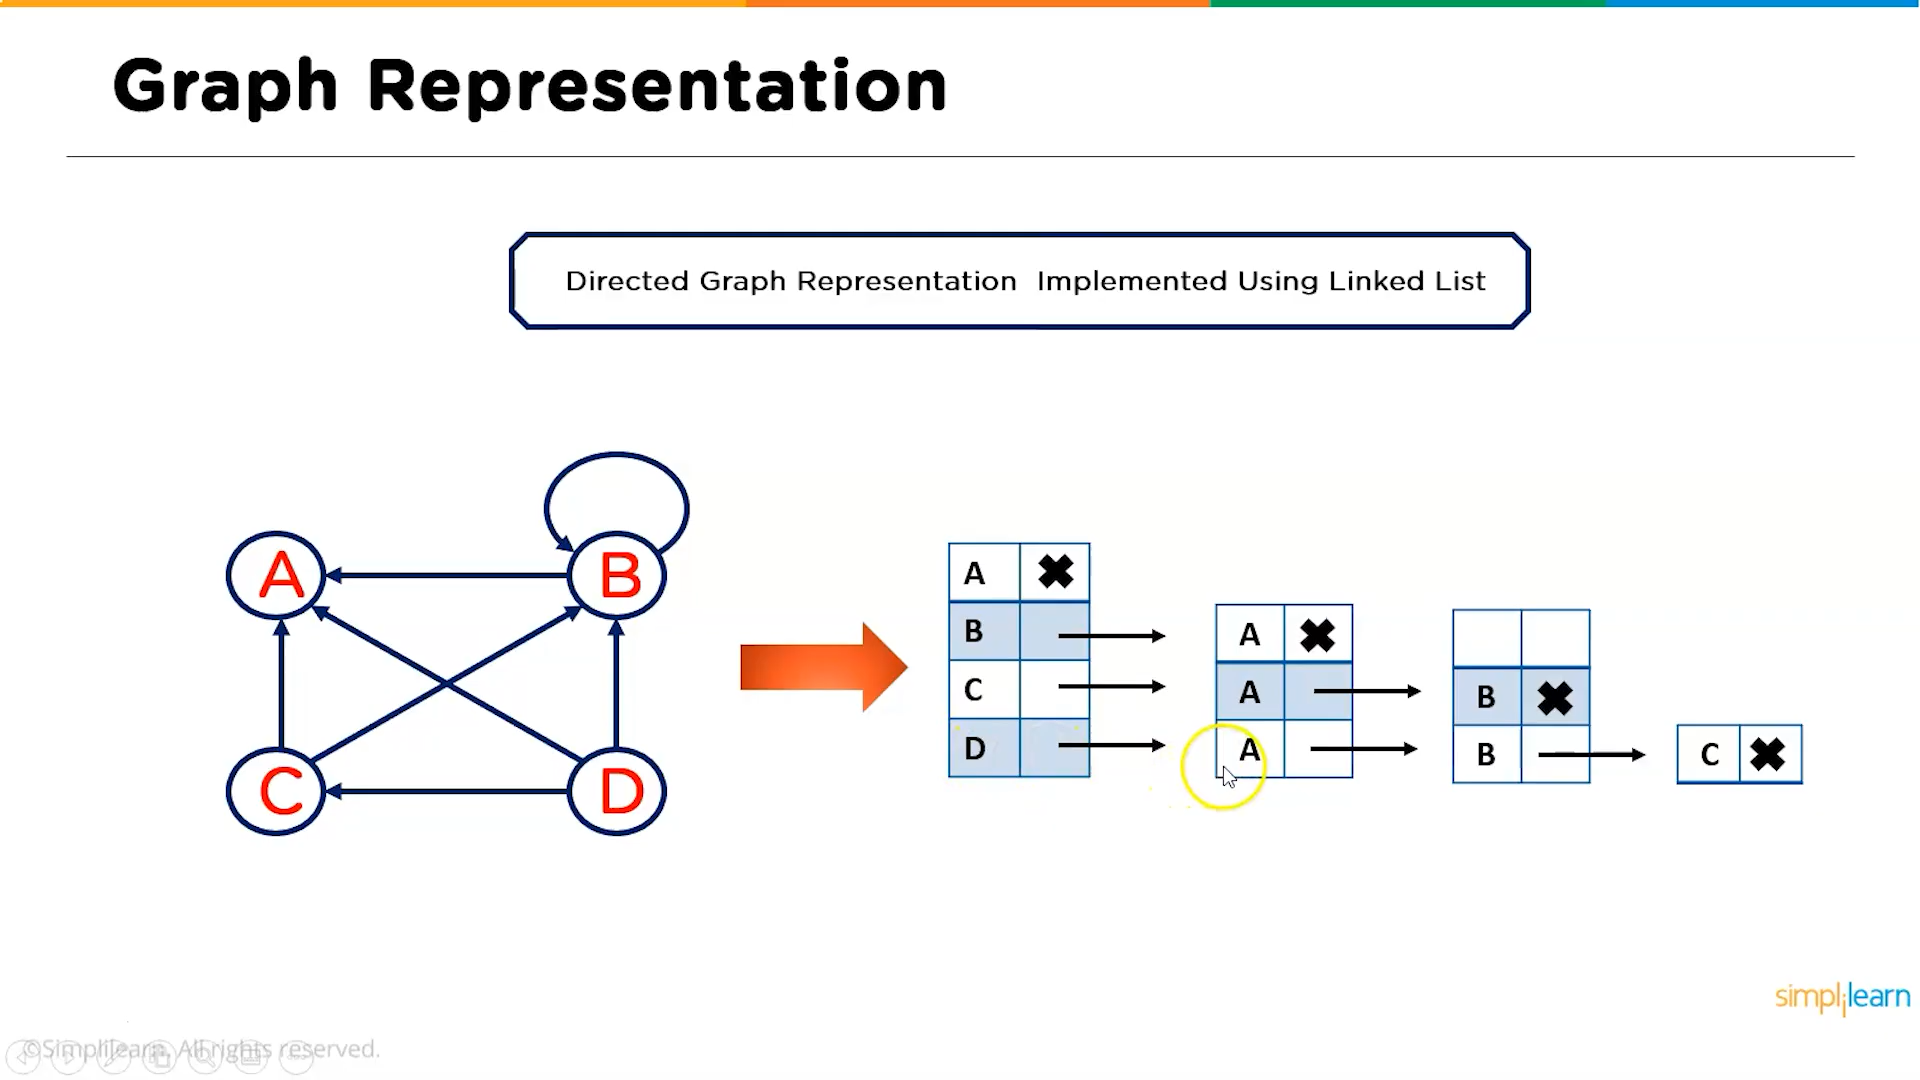 Graph Representation
Directed Graph Representation Implemented Using Linked List
A B
C D
A ✖
B A ✖
C A B ✖
D A B C ✖
simplilearn
©Simplilearn. All rights reserved.